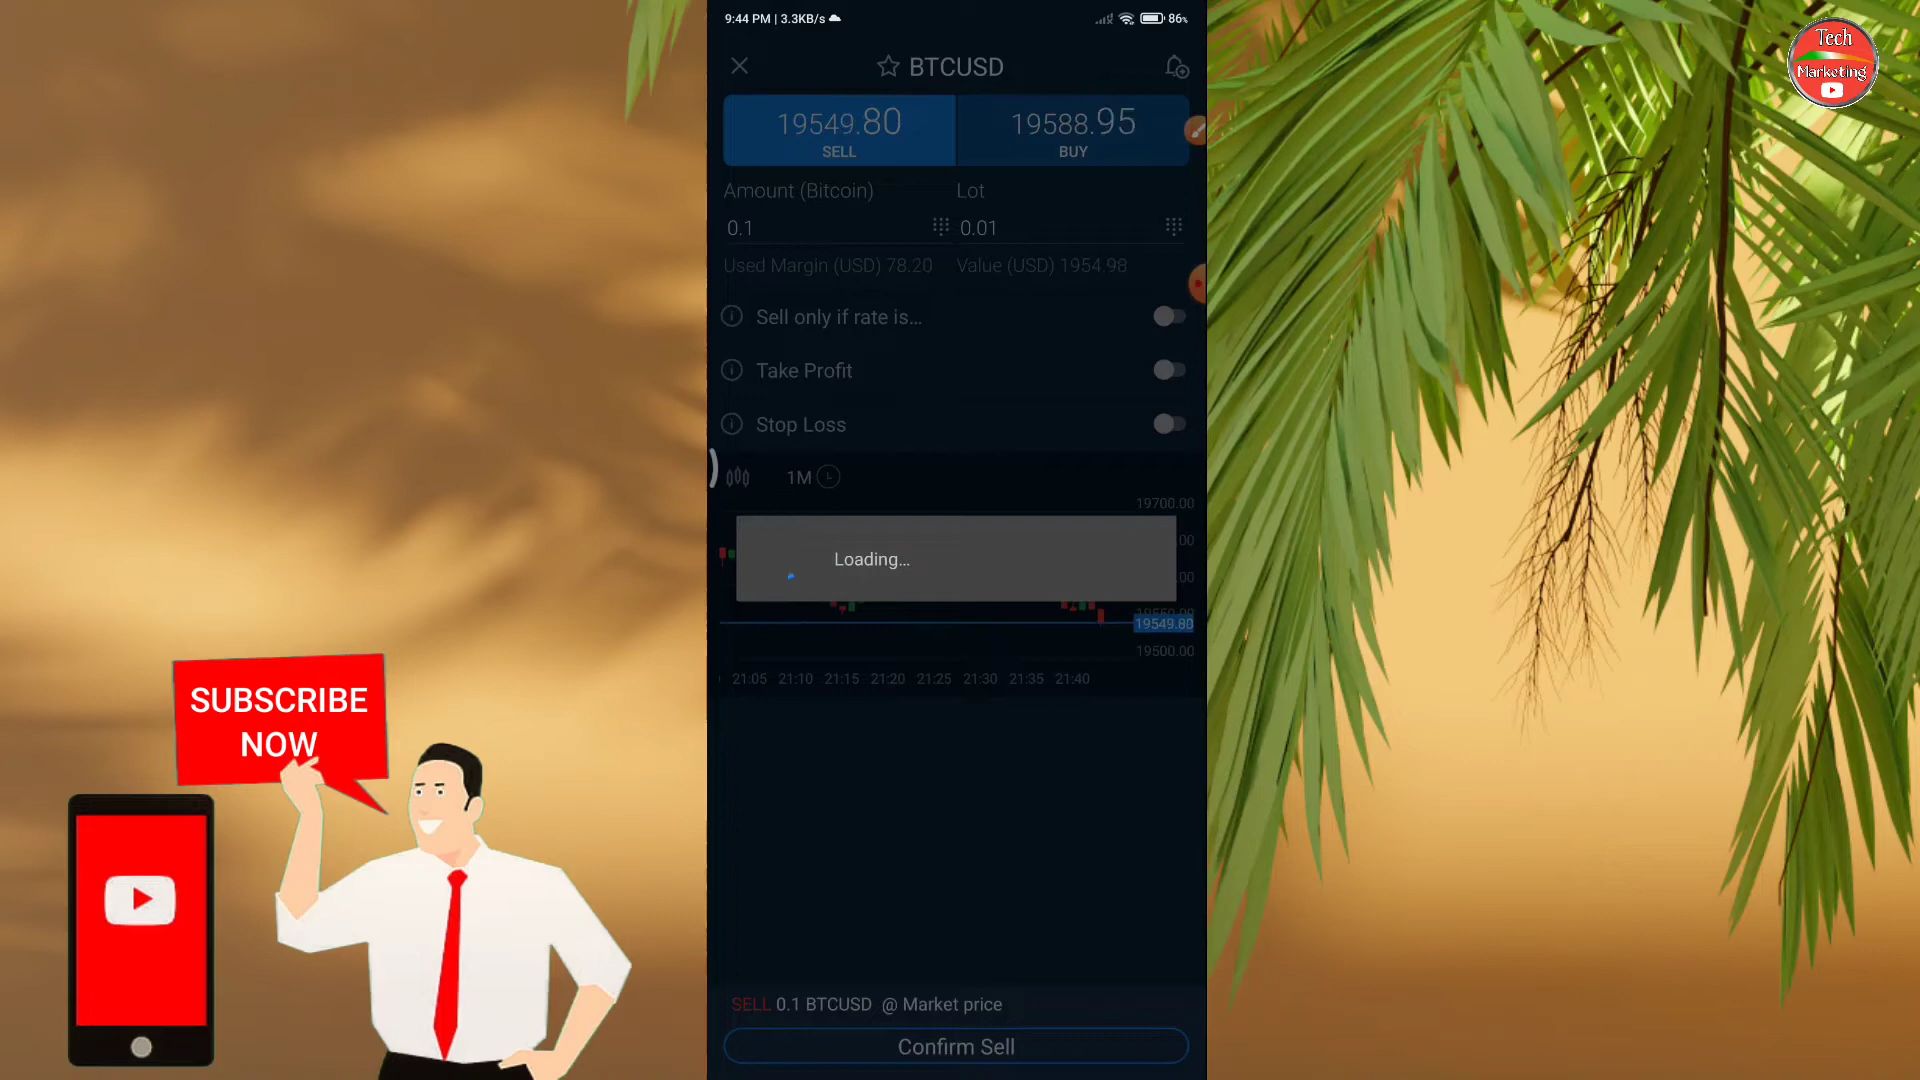 9:44 PM | 3.3KB/s
86%
Tech
Marketing
BTCUSD
19549.80
SELL
19588.95
BUY
Amount (Bitcoin)
Lot
0.1
0.01
Used Margin (USD) 78.20
Value (USD) 1954.98
Sell only if rate is...
Take Profit
Stop Loss
1M
19700.00
.00
Loading...
.00
19549.80
19500.00
21:05 21:10 21:15 21:20 21:25 21:30 21:35 21:40
SUBSCRIBE
NOW
SELL 0.1 BTCUSD @ Market price
Confirm Sell